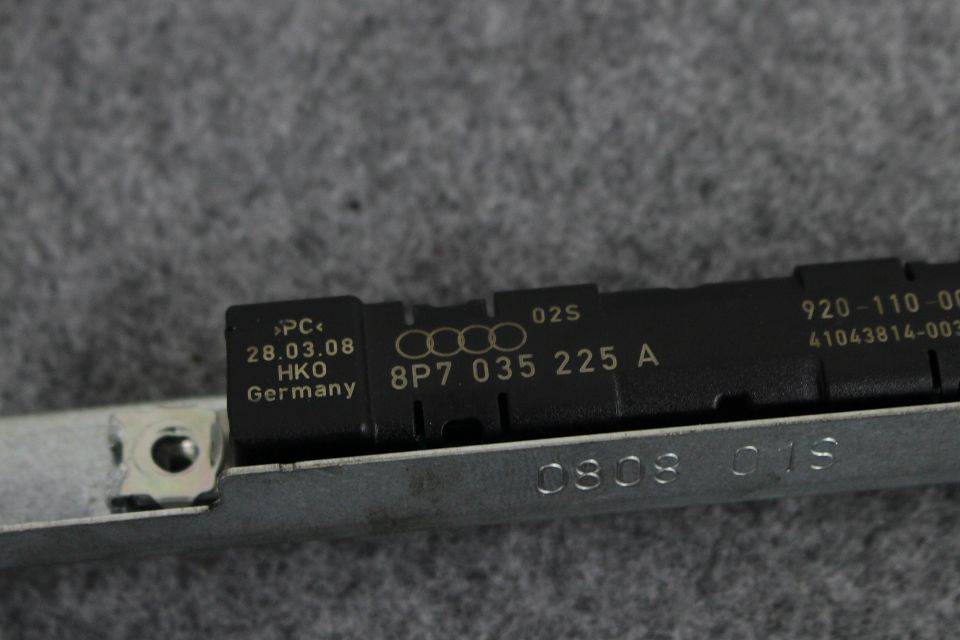 >PC<
28.03.08
HKO
Germany
02S
8P7 035 225 A
920-110-00
41043814-003
0808 01S